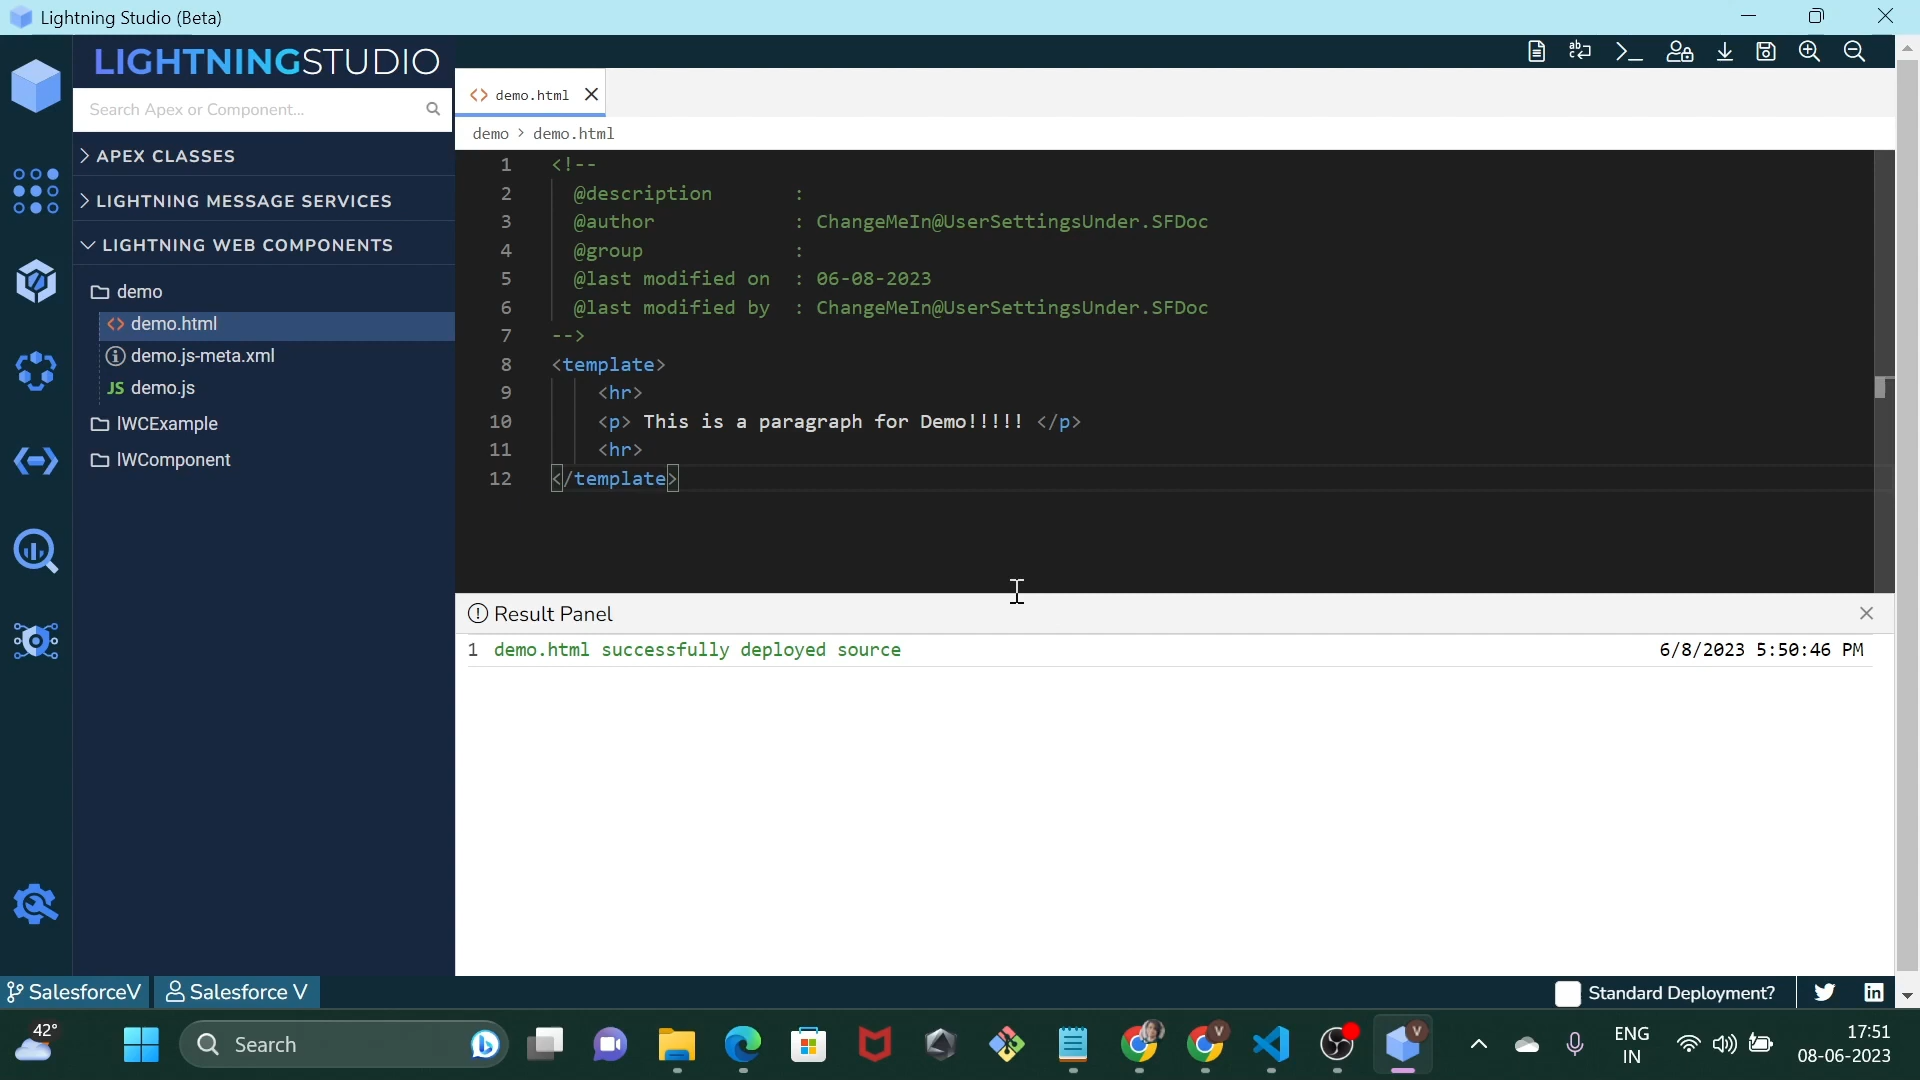 Lightning Studio (Beta)
LIGHTNINGSTUDIO
Search Apex or Component...
APEX CLASSES
LIGHTNING MESSAGE SERVICES
LIGHTNING WEB COMPONENTS
demo
<> demo.html
demo.js-meta.xml
JS demo.js
lWCExample
lWComponent
<> demo.html
demo > demo.html
1 <!--
2 @description :
3 @author : ChangeMeIn@UserSettingsUnder.SFDoc
4 @group :
5 @last modified on : 06-08-2023
6 @last modified by : ChangeMeIn@UserSettingsUnder.SFDoc
7 -->
8 <template>
9 <hr>
10 <p> This is a paragraph for Demo!!!!! </p>
11 <hr>
12 </template>
Result Panel
1 demo.html successfully deployed source 6/8/2023 5:50:46 PM
SalesforceV
Salesforce V
Standard Deployment?
42°
Search
ENG
IN
17:51
08-06-2023